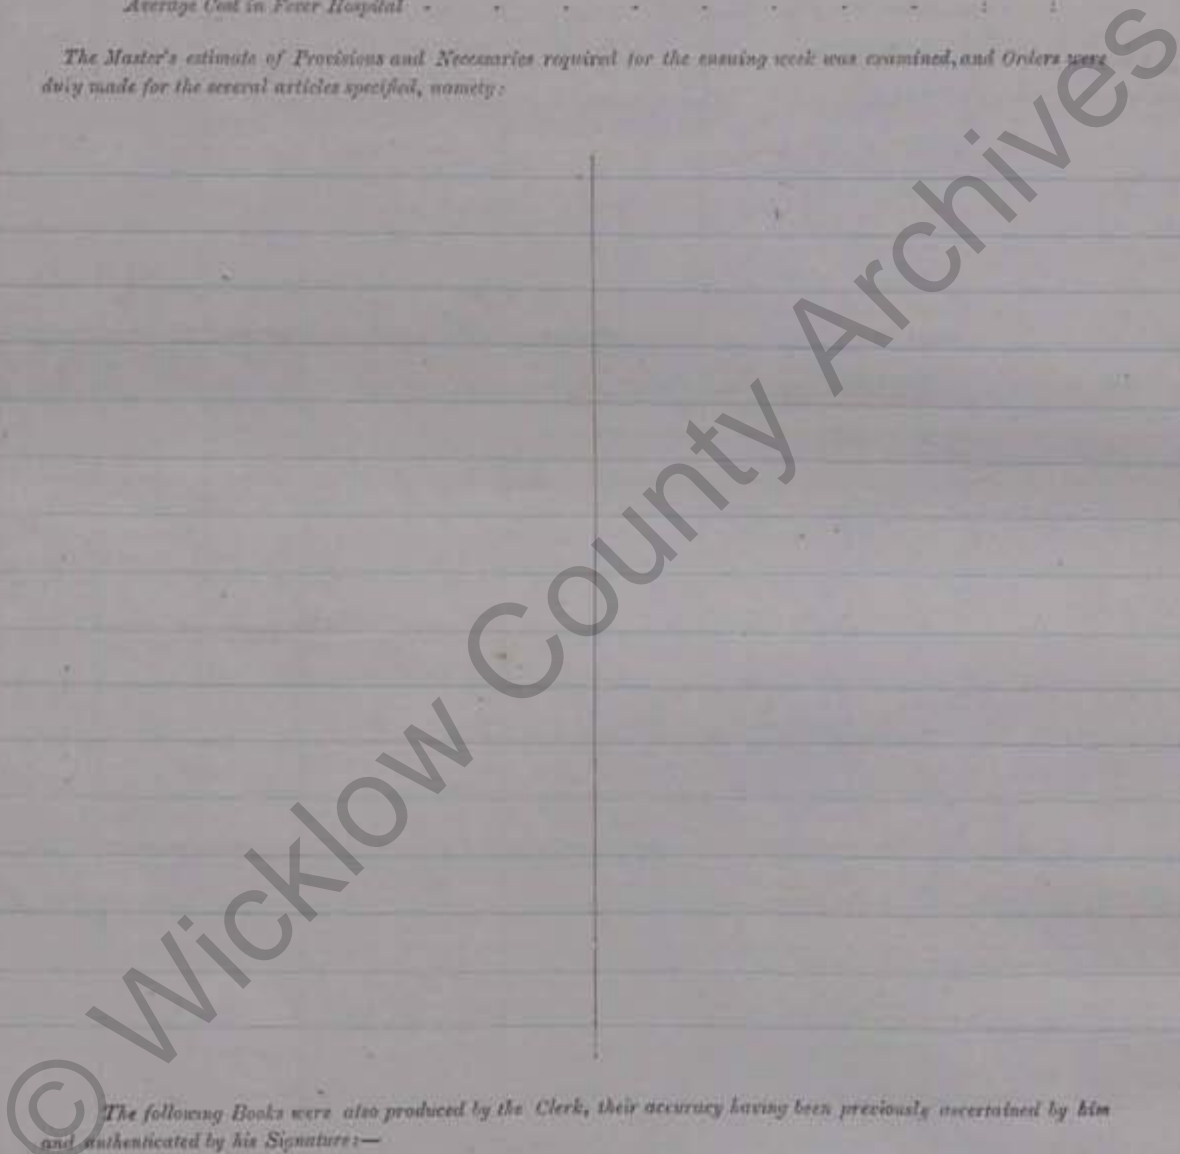 Average Cost in Fever Hospital - - - - - - - - : :
The Master's estimate of Provisions and Necessaries required for the ensuing week was examined, and Orders were
duly made for the several articles specified, namely:
© Wicklow County Archives
The following Books were also produced by the Clerk, their accuracy having been previously ascertained by him
and authenticated by his Signature:—